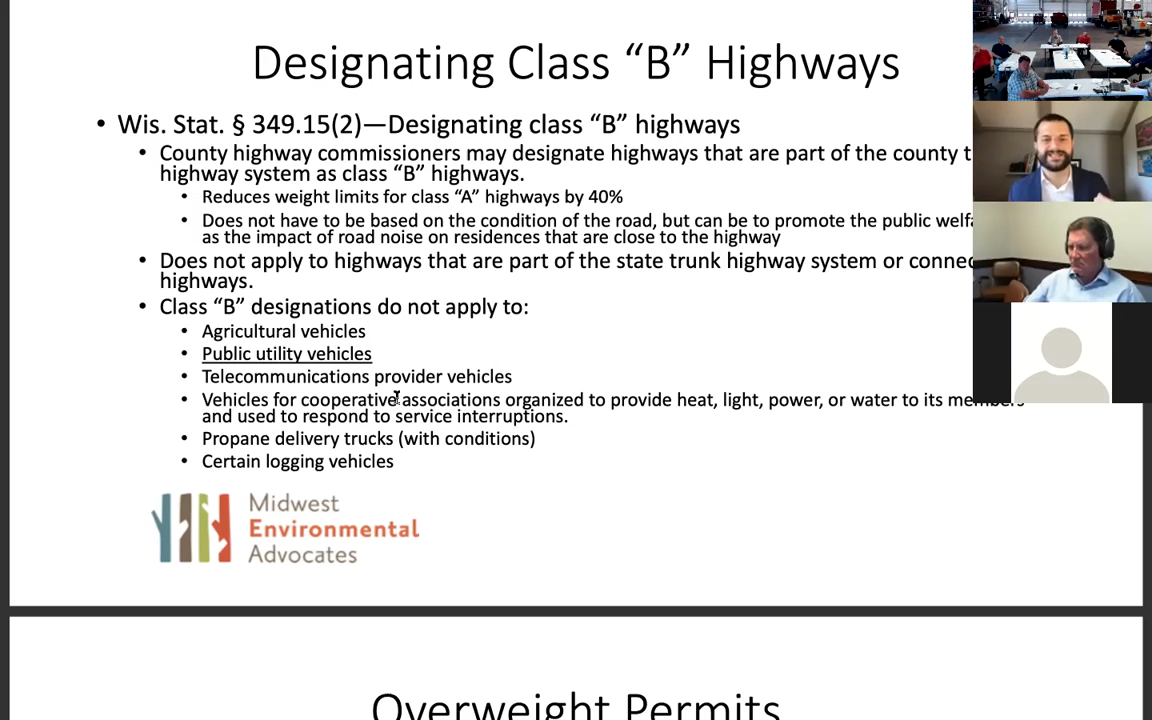 Designating Class “B” Highways
• Wis. Stat. § 349.15(2)—Designating class “B” highways
• County highway commissioners may designate highways that are part of the county
highway system as class “B” highways.
• Reduces weight limits for class “A” highways by 40%
• Does not have to be based on the condition of the road, but can be to promote the public
as the impact of road noise on residences that are close to the highway
• Does not apply to highways that are part of the state trunk highway system or
highways.
• Class “B” designations do not apply to:
• Agricultural vehicles
• Public utility vehicles
• Telecommunications provider vehicles
• Vehicles for cooperative associations organized to provide heat, light, power, or water to its members
and used to respond to service interruptions.
• Propane delivery trucks (with conditions)
• Certain logging vehicles
Midwest
Environmental
Advocates
Overweight Permits